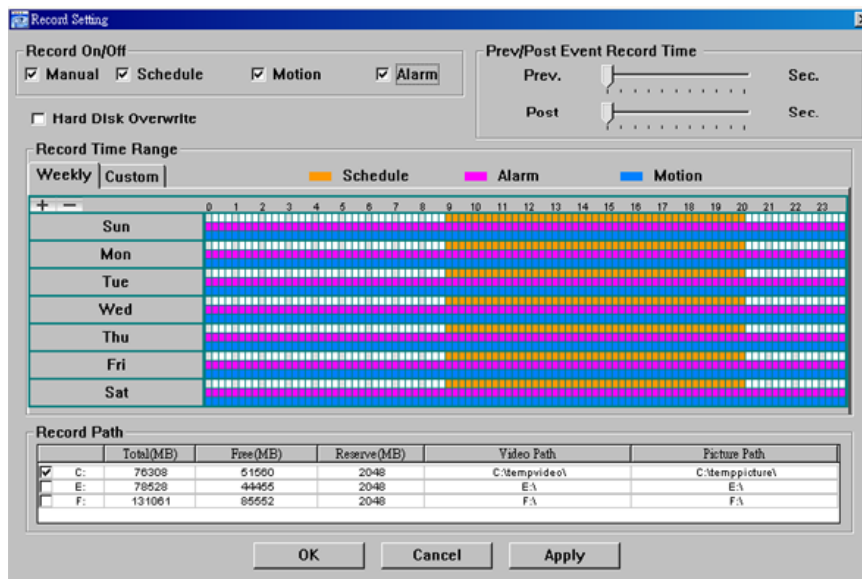 Record Setting
Record On/Off
Manual Schedule Motion Alarm
Prev/Post Event Record Time
Prev. Sec.
Post Sec.
Hard Disk Overwrite
Record Time Range
Weekly Custom Schedule Alarm Motion
+ − 0 1 2 3 4 5 6 7 8 9 10 11 12 13 14 15 16 17 18 19 20 21 22 23
Sun
Mon
Tue
Wed
Thu
Fri
Sat
Record Path
Total(MB) Free(MB) Reserve(MB) Video Path Picture Path
C: 76308 51560 2048 C:\tempvideo\ C:\temppicture\
E: 78528 44455 2048 E:\ E:\
F: 131061 85552 2048 F:\ F:\
OK Cancel Apply